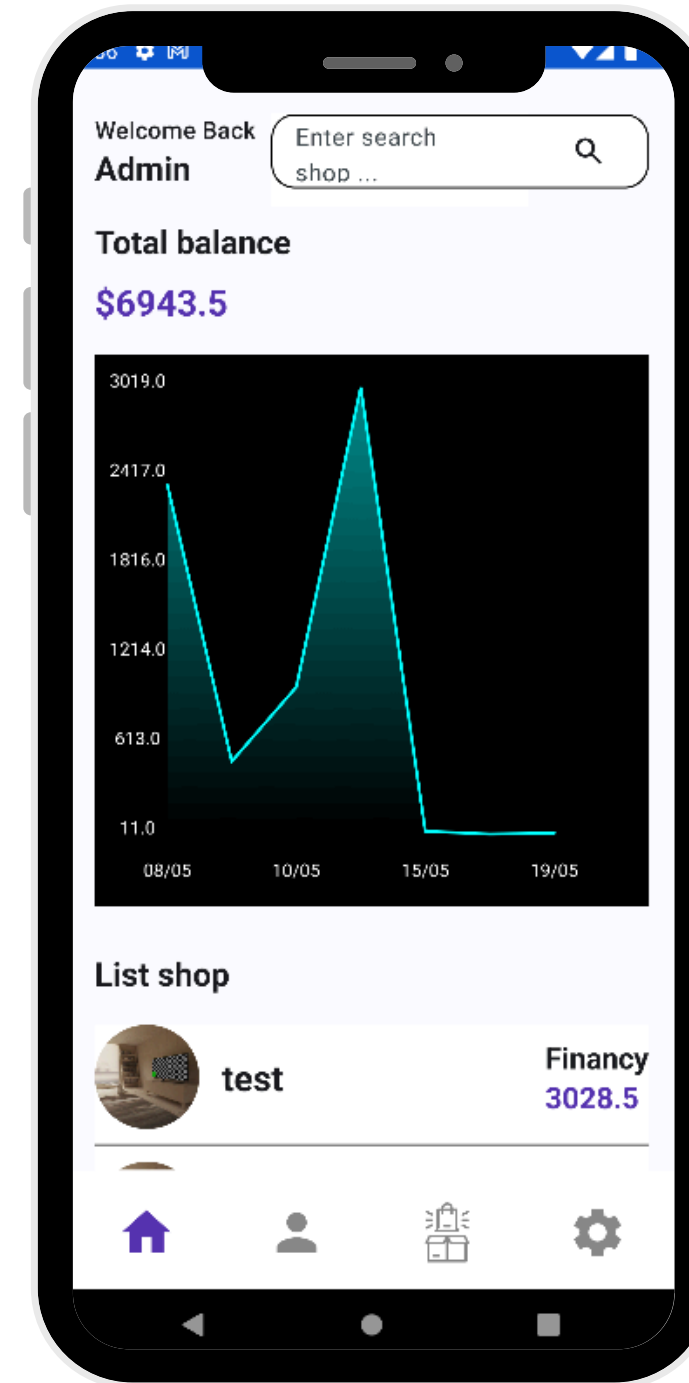 Welcome Back
Admin
Enter search
shop ...
Total balance
$6943.5
3019.0
2417.0
1816.0
1214.0
613.0
11.0
08/05 10/05 15/05 19/05
List shop
test
Financy
3028.5